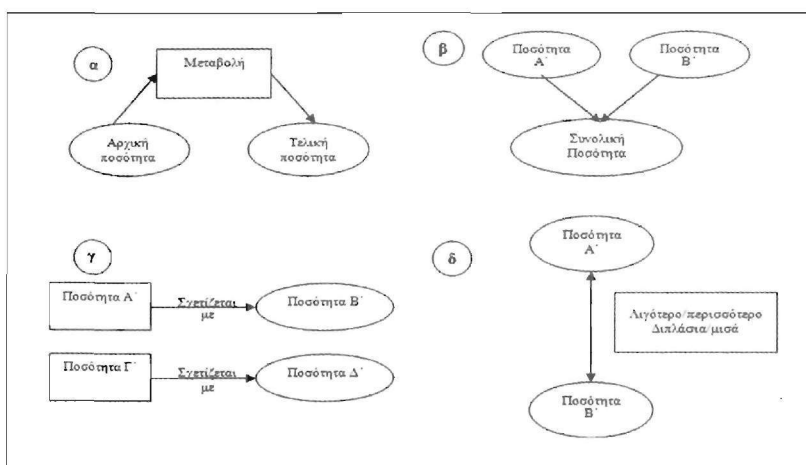 α
Μεταβολή
Αρχική
ποσότητα
Τελική
ποσότητα
β
Ποσότητα
Α΄
Ποσότητα
Β΄
Συνολική
Ποσότητα
γ
Ποσότητα Α΄
Σχετίζεται
με
Ποσότητα Β΄
Ποσότητα Γ΄
Σχετίζεται
με
Ποσότητα Δ΄
δ
Ποσότητα
Α΄
Λιγότερο/περισσότερο
Διπλάσια/μισά
Ποσότητα
Β΄